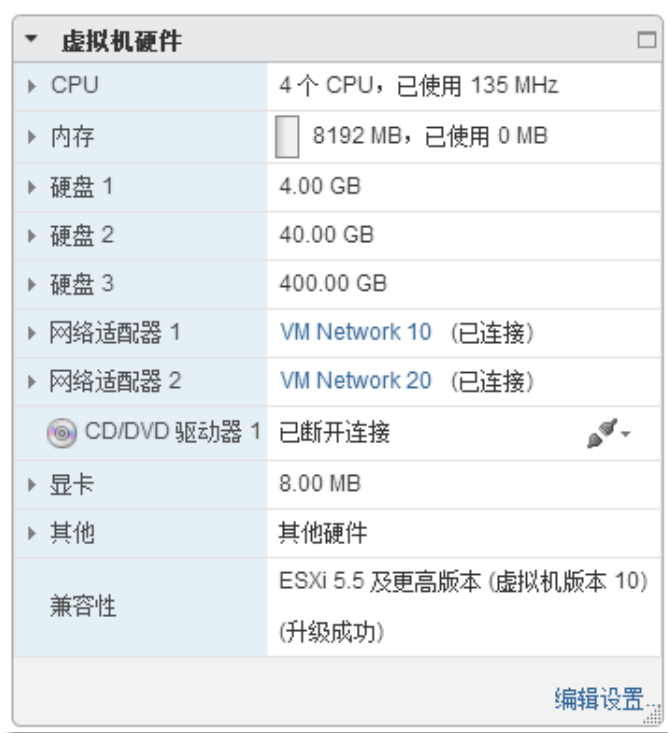 虚拟机硬件
CPU 4 个 CPU，已使用 135 MHz
内存 8192 MB，已使用 0 MB
硬盘 1 4.00 GB
硬盘 2 40.00 GB
硬盘 3 400.00 GB
网络适配器 1 VM Network 10 (已连接)
网络适配器 2 VM Network 20 (已连接)
CD/DVD 驱动器 1 已断开连接
显卡 8.00 MB
其他 其他硬件
兼容性 ESXi 5.5 及更高版本 (虚拟机版本 10)
(升级成功)
编辑设置...